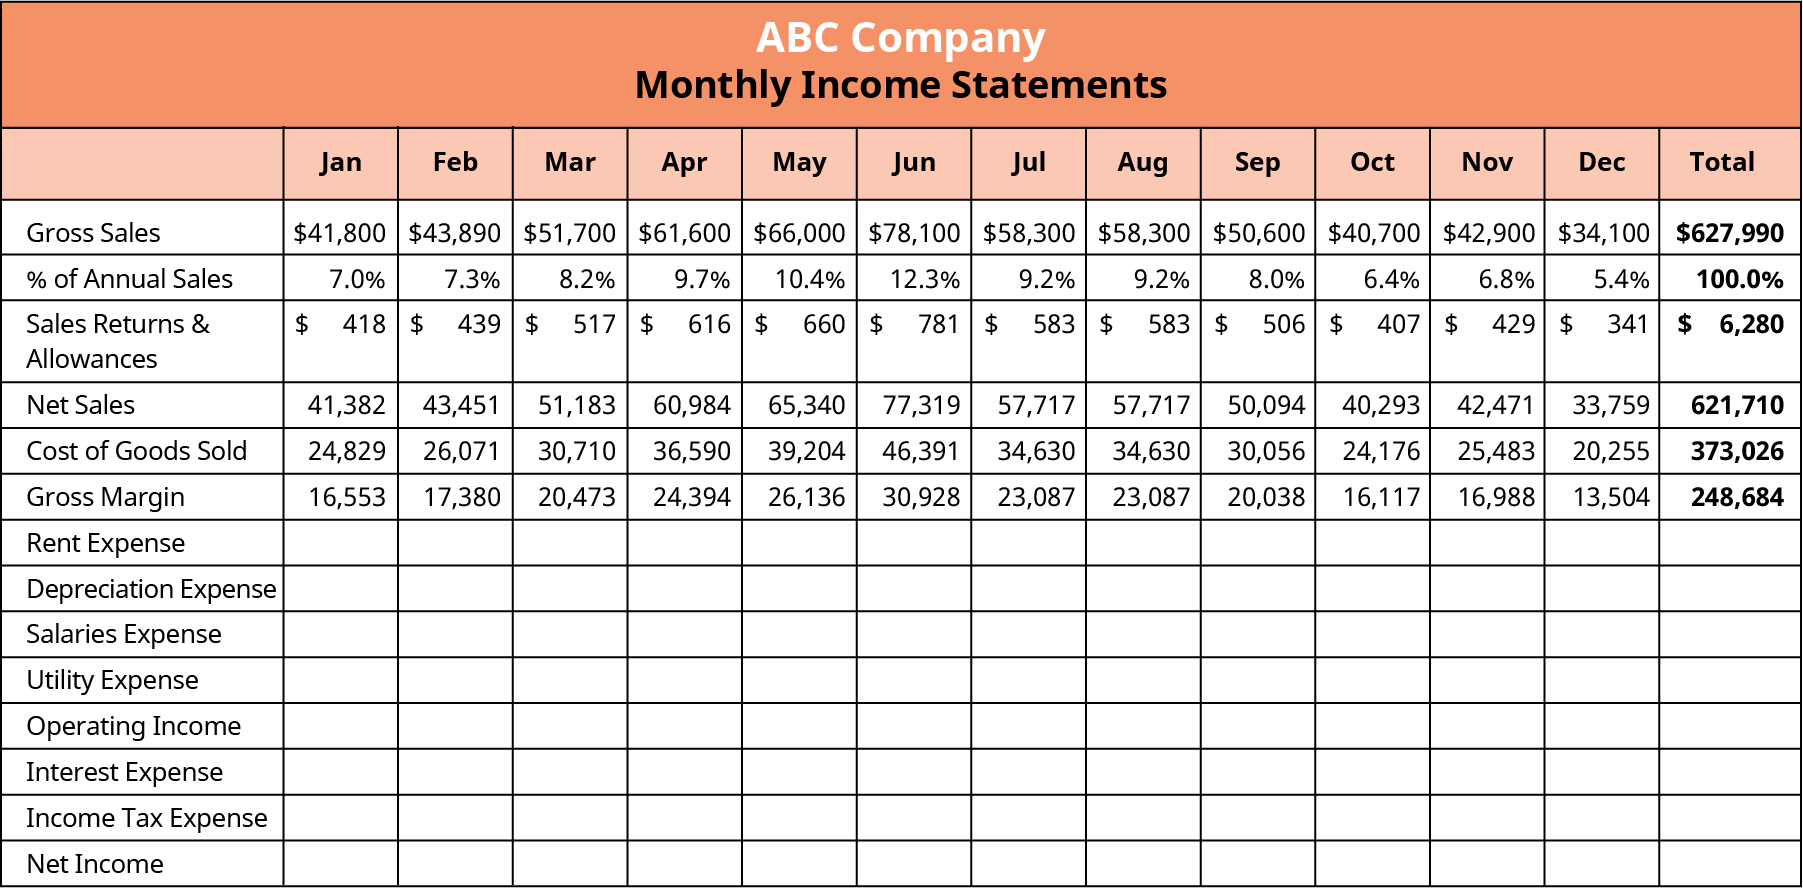 ABC Company
Monthly Income Statements
Jan Feb Mar Apr May Jun Jul Aug Sep Oct Nov Dec Total
Gross Sales $41,800 $43,890 $51,700 $61,600 $66,000 $78,100 $58,300 $58,300 $50,600 $40,700 $42,900 $34,100 $627,990
% of Annual Sales 7.0% 7.3% 8.2% 9.7% 10.4% 12.3% 9.2% 9.2% 8.0% 6.4% 6.8% 5.4% 100.0%
Sales Returns & $ 418 $ 439 $ 517 $ 616 $ 660 $ 781 $ 583 $ 583 $ 506 $ 407 $ 429 $ 341 $ 6,280
Allowances
Net Sales 41,382 43,451 51,183 60,984 65,340 77,319 57,717 57,717 50,094 40,293 42,471 33,759 621,710
Cost of Goods Sold 24,829 26,071 30,710 36,590 39,204 46,391 34,630 34,630 30,056 24,176 25,483 20,255 373,026
Gross Margin 16,553 17,380 20,473 24,394 26,136 30,928 23,087 23,087 20,038 16,117 16,988 13,504 248,684
Rent Expense
Depreciation Expense
Salaries Expense
Utility Expense
Operating Income
Interest Expense
Income Tax Expense
Net Income